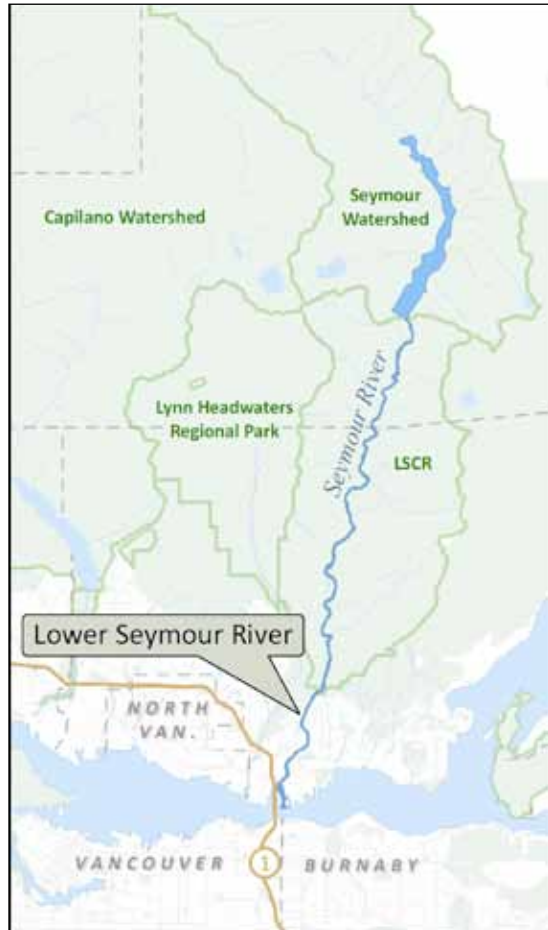 Capilano Watershed
Seymour
Watershed
Lynn Headwaters
Regional Park
Seymour River
LSCR
Lower Seymour River
NORTH
VAN.
VANCOUVER
1
BURNABY